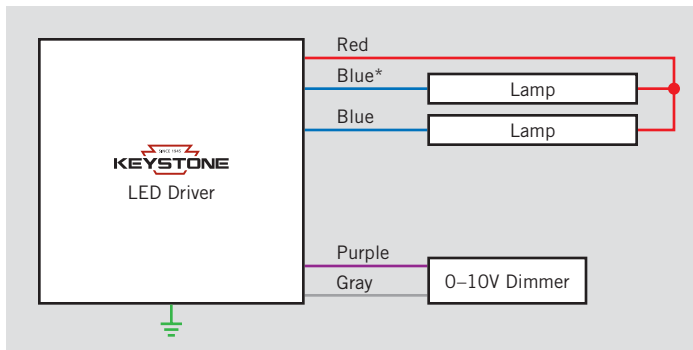 Red
Blue*
Lamp
Blue
Lamp
SINCE 1945
KEYSTONE
LED Driver
Purple
Gray
0–10V Dimmer